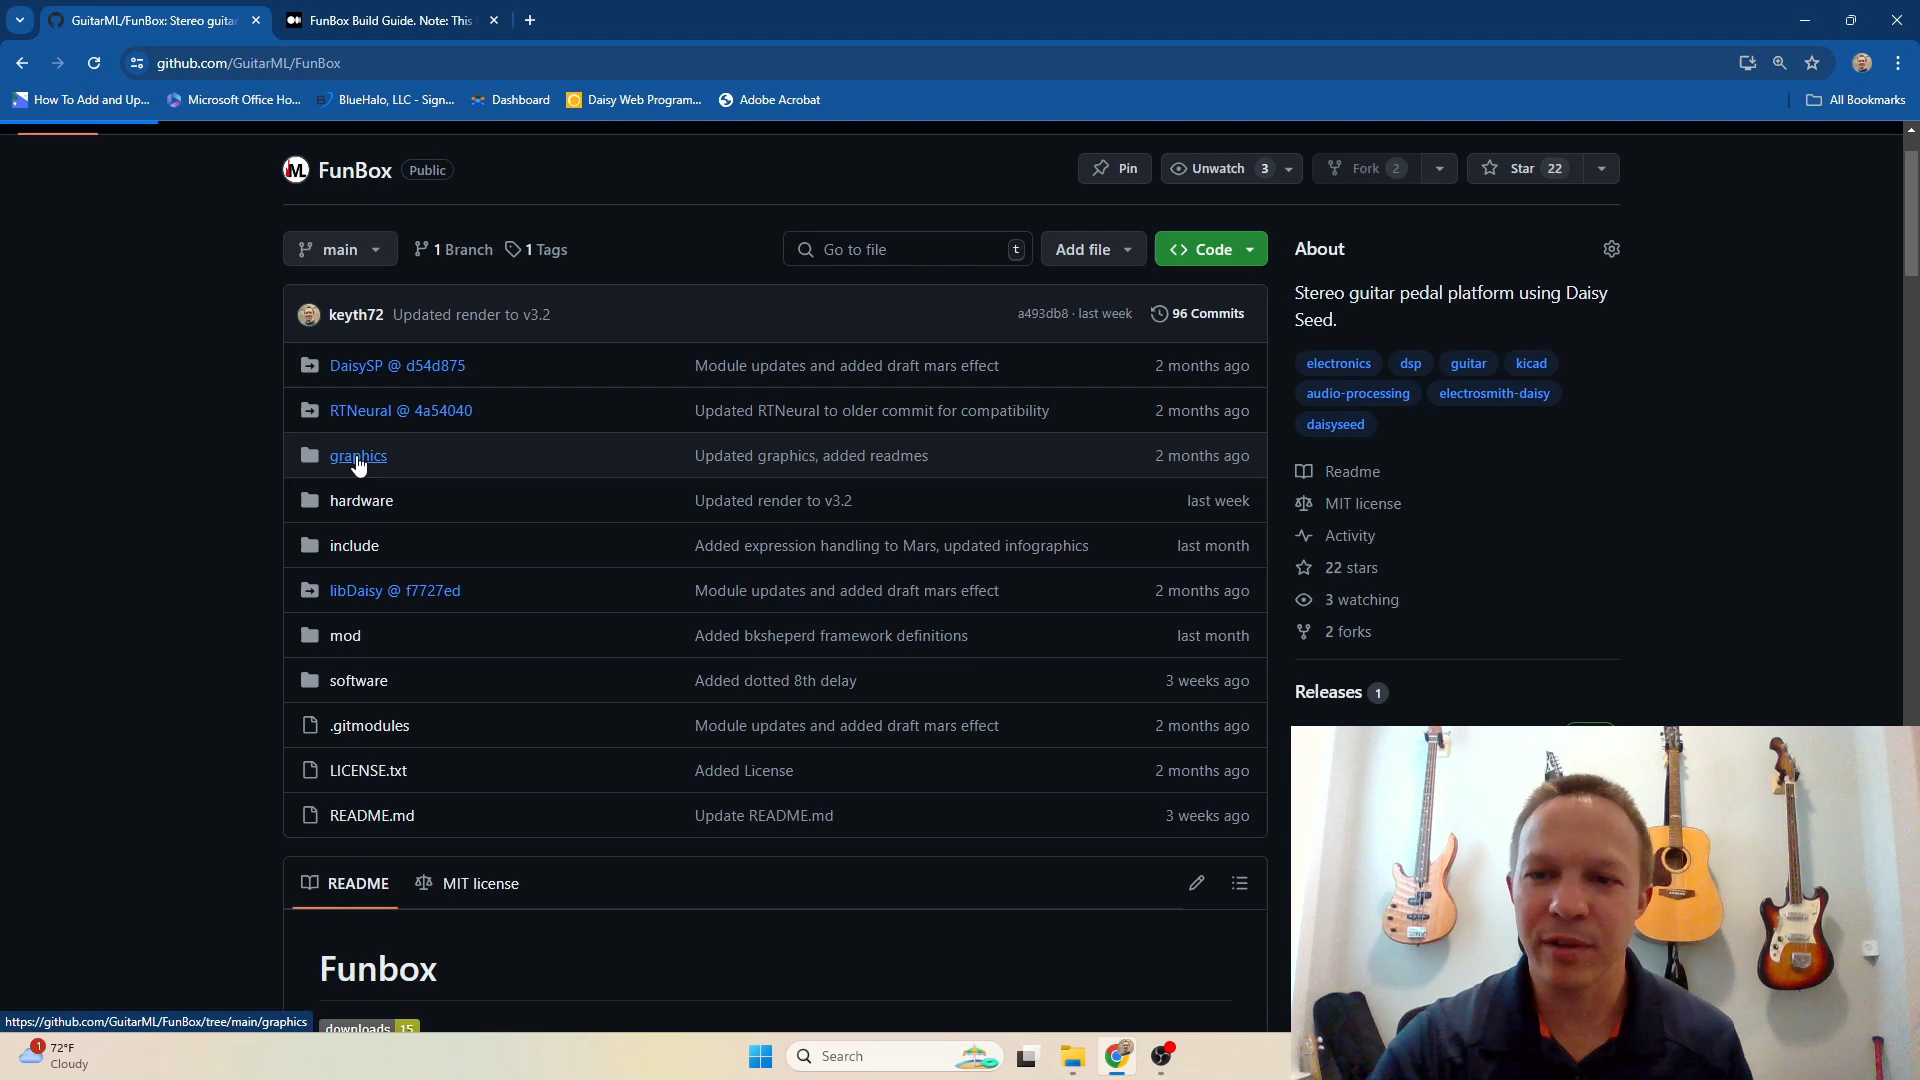 GuitarML/FunBox: Stereo guitar
FunBox Build Guide. Note: This
github.com/GuitarML/FunBox
How To Add and Up...
Microsoft Office Ho...
BlueHalo, LLC - Sign...
Dashboard
Daisy Web Program...
Adobe Acrobat
All Bookmarks
FunBox
Public
Pin
Unwatch 3
Fork 2
Star 22
main
1 Branch
1 Tags
Go to file
t
Add file
<> Code
keyth72 Updated render to v3.2
a493db8 · last week
96 Commits
DaisySP @ d54d875 Module updates and added draft mars effect 2 months ago
RTNeural @ 4a54040 Updated RTNeural to older commit for compatibility 2 months ago
graphics Updated graphics, added readmes 2 months ago
hardware Updated render to v3.2 last week
include Added expression handling to Mars, updated infographics last month
libDaisy @ f7727ed Module updates and added draft mars effect 2 months ago
mod Added bksheperd framework definitions last month
software Added dotted 8th delay 3 weeks ago
.gitmodules Module updates and added draft mars effect 2 months ago
LICENSE.txt Added License 2 months ago
README.md Update README.md 3 weeks ago
README
MIT license
Funbox
downloads 15
About
Stereo guitar pedal platform using Daisy
Seed.
electronics dsp guitar kicad
audio-processing electrosmith-daisy
daisyseed
Readme
MIT license
Activity
22 stars
3 watching
2 forks
Releases 1
https://github.com/GuitarML/FunBox/tree/main/graphics
1
72°F
Cloudy
Search